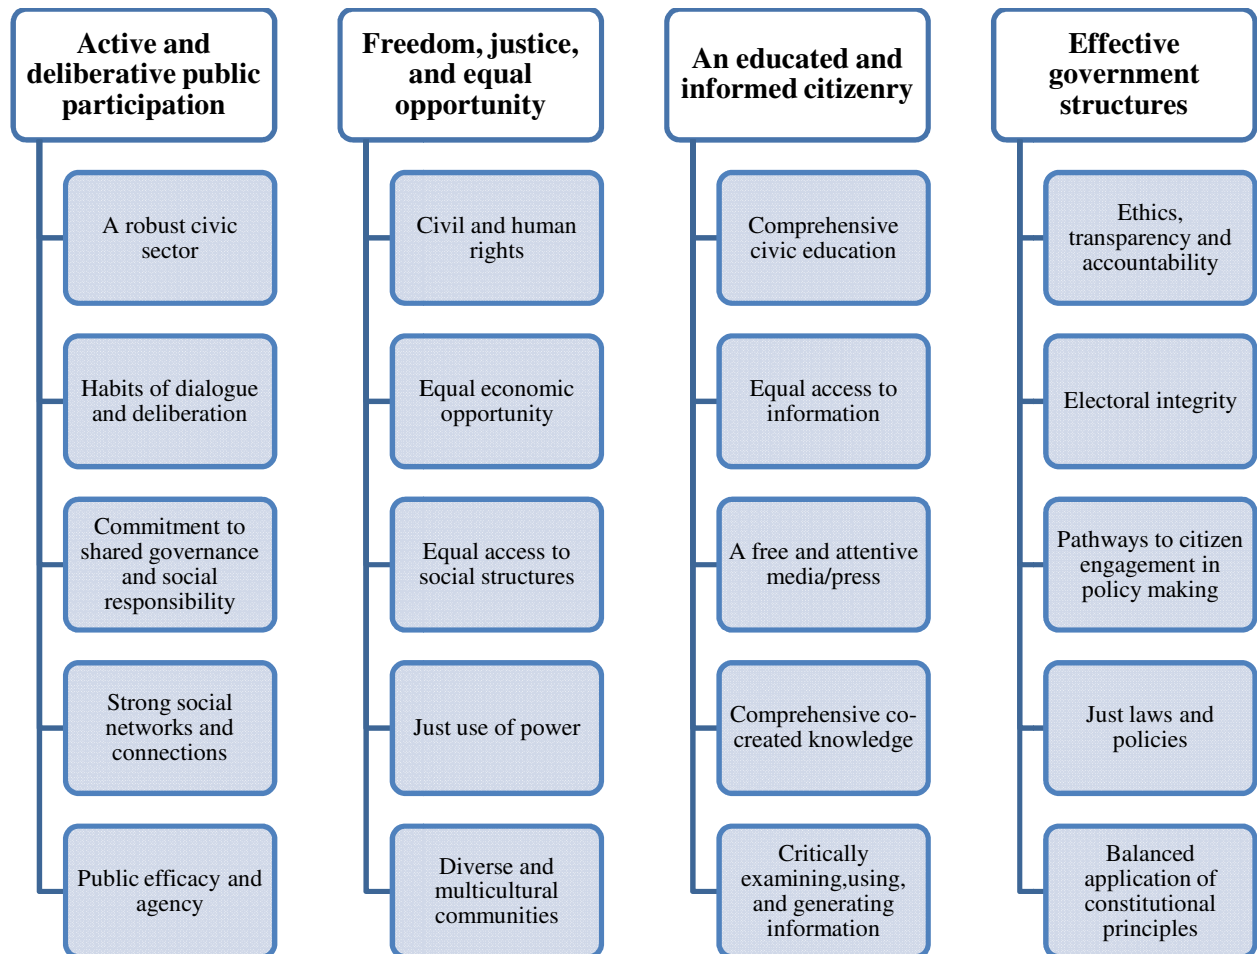 Active and
deliberative public
participation
A robust civic
sector
Habits of dialogue
and deliberation
Commitment to
shared governance
and social
responsibility
Strong social
networks and
connections
Public efficacy and
agency
Freedom, justice,
and equal
opportunity
Civil and human
rights
Equal economic
opportunity
Equal access to
social structures
Just use of power
Diverse and
multicultural
communities
An educated and
informed citizenry
Comprehensive
civic education
Equal access to
information
A free and attentive
media/press
Comprehensive co-
created knowledge
Critically
examining,using,
and generating
information
Effective
government
structures
Ethics,
transparency and
accountability
Electoral integrity
Pathways to citizen
engagement in
policy making
Just laws and
policies
Balanced
application of
constitutional
principles